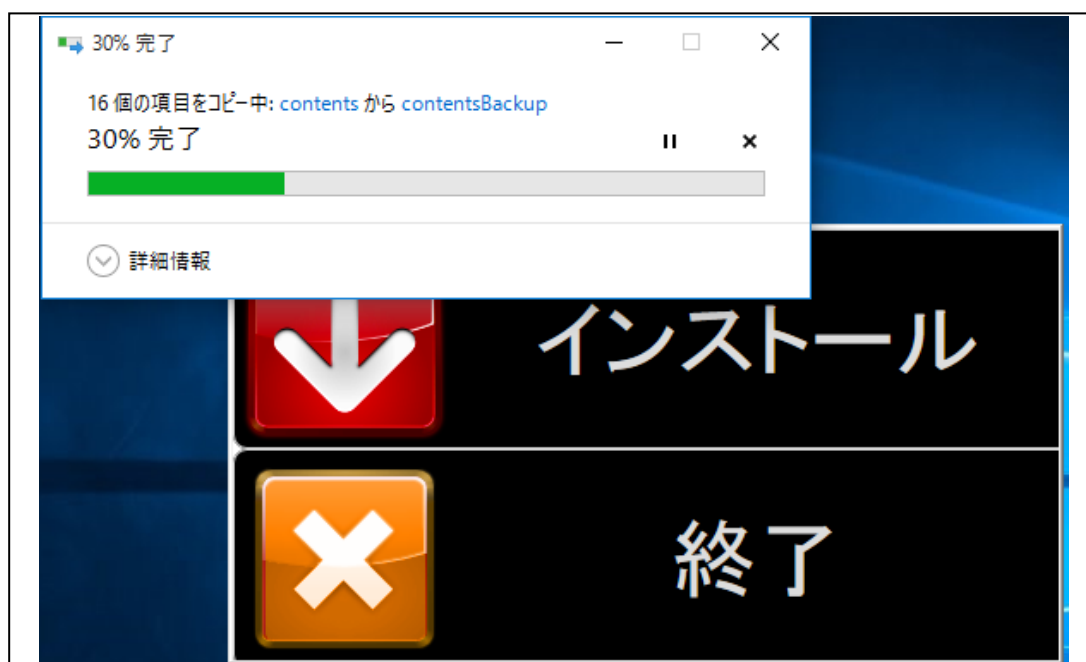 30% 完了
16 個の項目をコピー中: contents から contentsBackup
30% 完了
詳細情報
インストール
終了